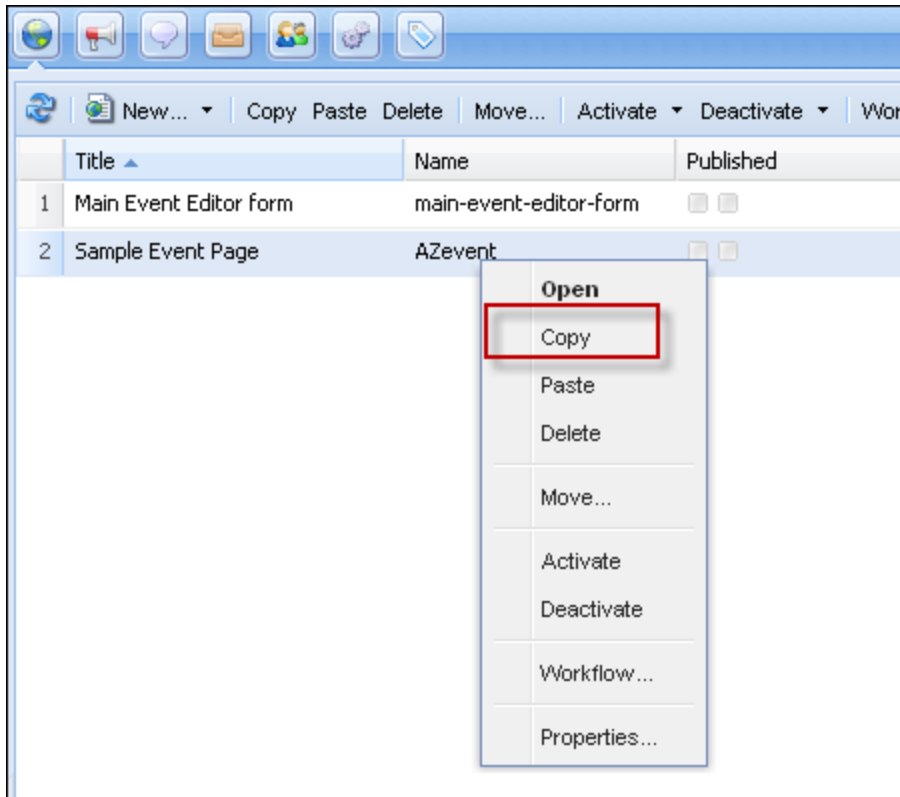 New... Copy Paste Delete Move... Activate Deactivate
Title Name Published
1 Main Event Editor form main-event-editor-form
2 Sample Event Page AZevent
Open
Copy
Paste
Delete
Move...
Activate
Deactivate
Workflow...
Properties...